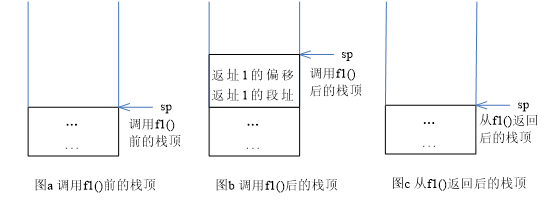 sp
调用f1()
前的栈顶
...
...
图a 调用f1()前的栈顶
sp
返址1的偏移
返址1的段址
调用f1()
后的栈顶
...
...
图b 调用f1()后的栈顶
sp
从f1()返回
后的栈顶
...
...
图c 从f1()返回后的栈顶